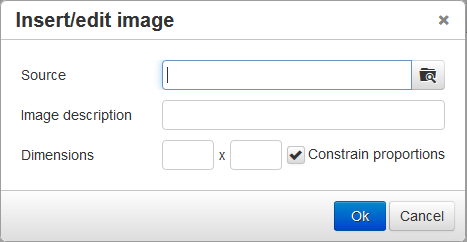 Insert/edit image ×
Source
Image description
Dimensions x Constrain proportions
Ok Cancel